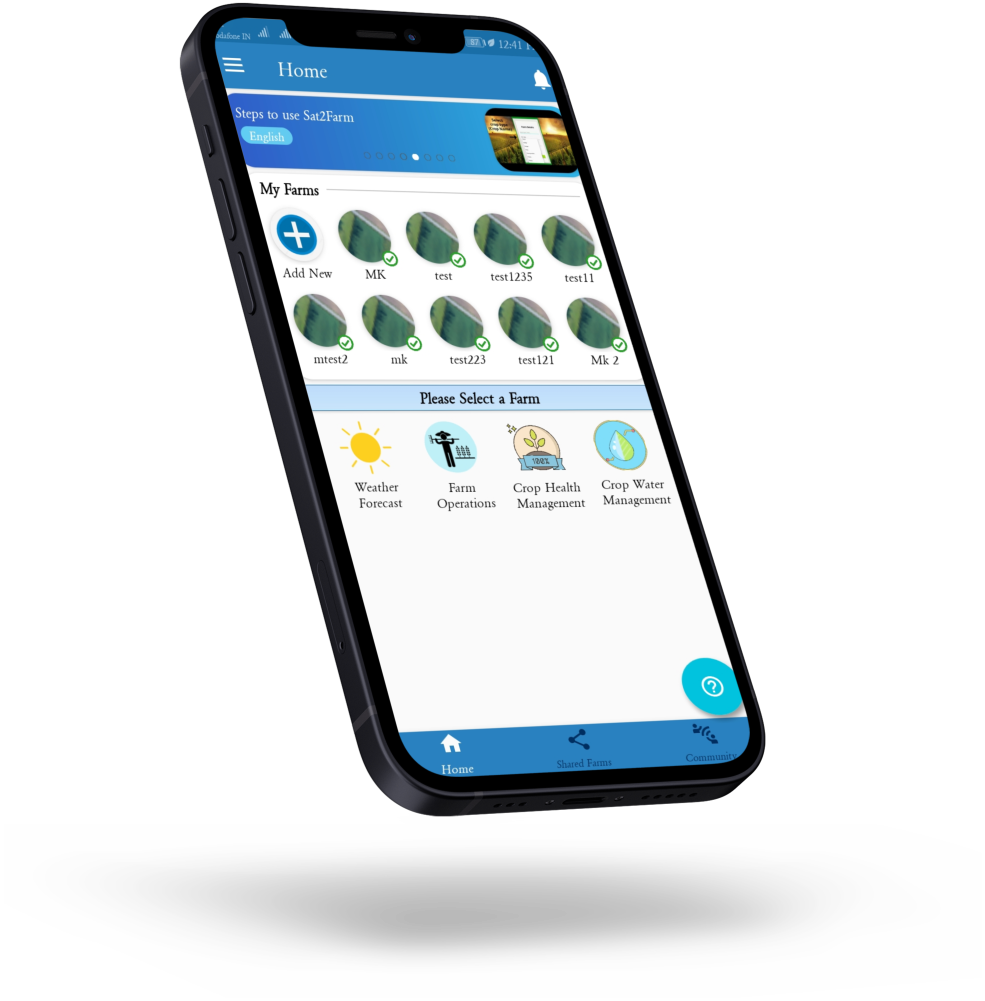 odafone IN
87
12:41
Home
Steps to use Sat2Farm
English
My Farms
Add New
MK
test
test1235
test11
mtest2
mk
test223
test121
Mk 2
Please Select a Farm
100%
Weather
Forecast
Farm
Operations
Crop Health
Management
Crop Water
Management
Home
Shared Farms
Community